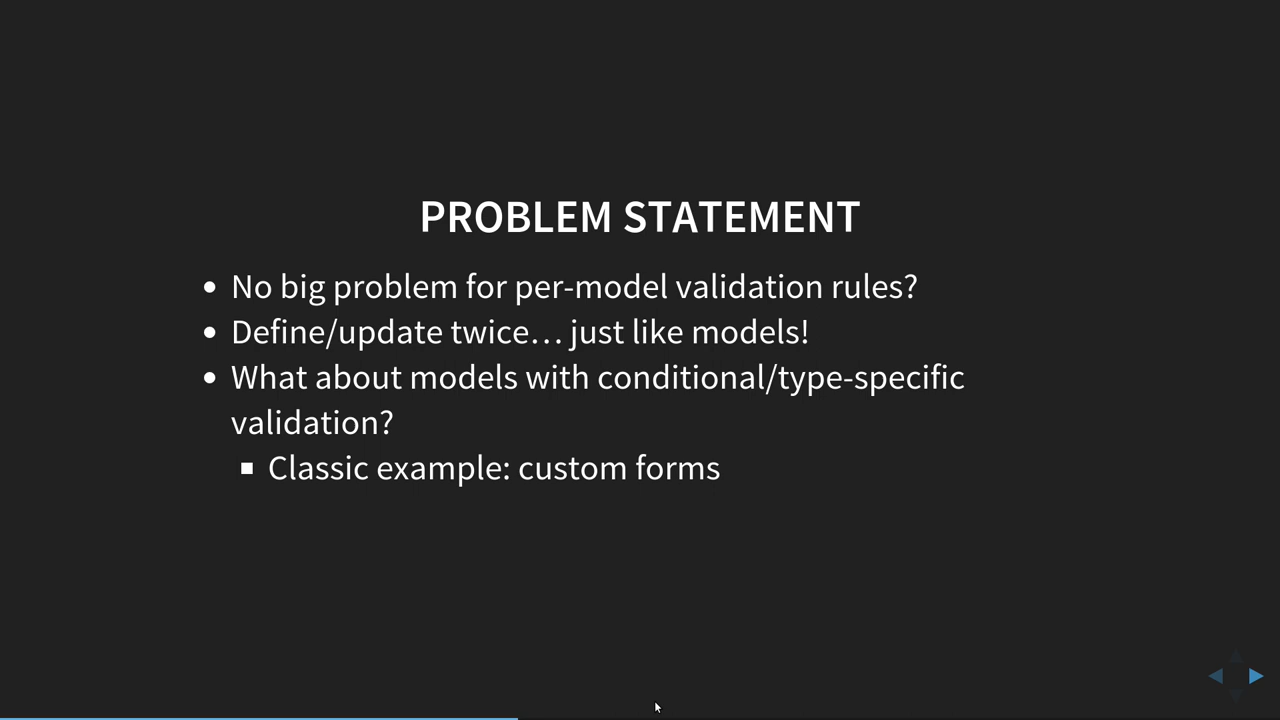 PROBLEM STATEMENT
No big problem for per-model validation rules?
Define/update twice… just like models!
What about models with conditional/type-specific
validation?
Classic example: custom forms